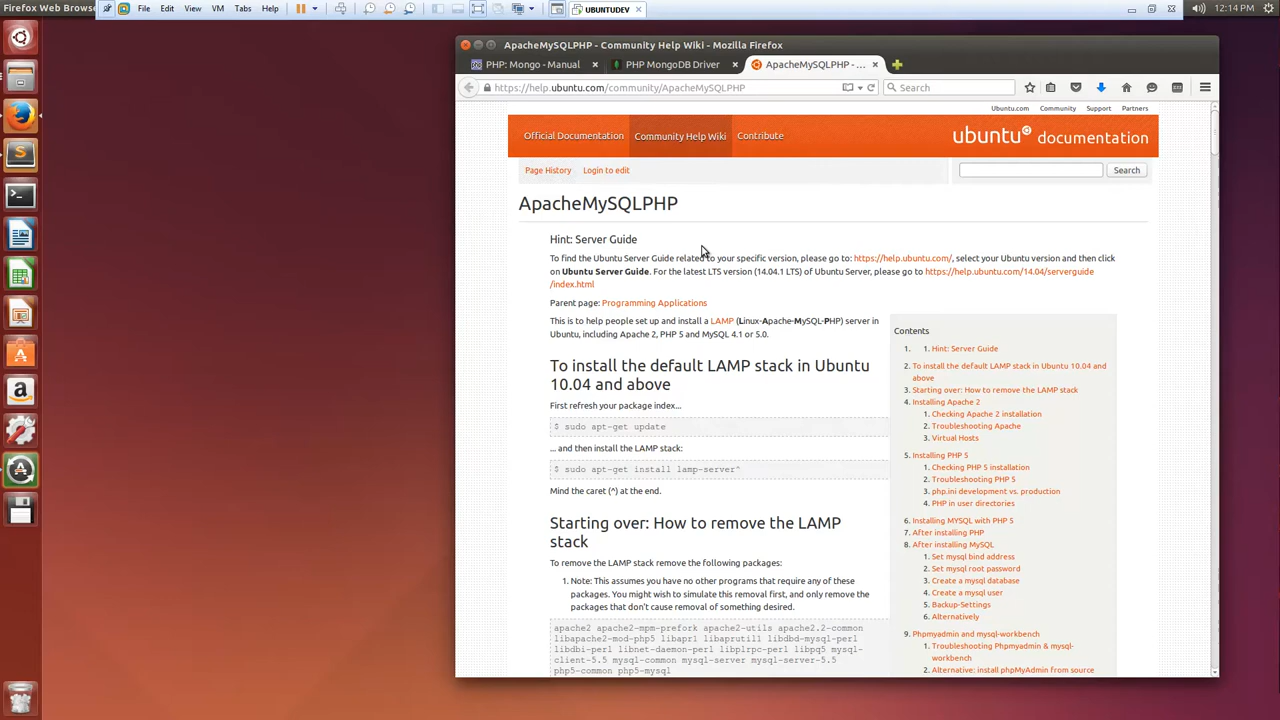 Firefox Web Browse
File Edit View VM Tabs Help
UBUNTUDEV
12:14 PM
ApacheMySQLPHP - Community Help Wiki - Mozilla Firefox
PHP: Mongo - Manual
PHP MongoDB Driver
ApacheMySQLPHP - ...
https://help.ubuntu.com/community/ApacheMySQLPHP
Search
Ubuntu.com Community Support Partners
Official Documentation Community Help Wiki Contribute
ubuntu documentation
Page History Login to edit
Search
ApacheMySQLPHP
Hint: Server Guide
To find the Ubuntu Server Guide related to your specific version, please go to: https://help.ubuntu.com/, select your Ubuntu version and then click
on Ubuntu Server Guide. For the latest LTS version (14.04.1 LTS) of Ubuntu Server, please go to https://help.ubuntu.com/14.04/serverguide
/index.html
Parent page: Programming Applications
This is to help people set up and install a LAMP (Linux-Apache-MySQL-PHP) server in
Ubuntu, including Apache 2, PHP 5 and MySQL 4.1 or 5.0.
To install the default LAMP stack in Ubuntu
10.04 and above
First refresh your package index...
$ sudo apt-get update
... and then install the LAMP stack:
$ sudo apt-get install lamp-server^
Mind the caret (^) at the end.
Starting over: How to remove the LAMP
stack
To remove the LAMP stack remove the following packages:
1. Note: This assumes you have no other programs that require any of these
packages. You might wish to simulate this removal first, and only remove the
packages that don't cause removal of something desired.
apache2 apache2-mpm-prefork apache2-utils apache2.2-common
libapache2-mod-php5 libapr1 libaprutil1 libdbd-mysql-perl
libdbi-perl libnet-daemon-perl libplrpc-perl libpq5 mysql-
client-5.5 mysql-common mysql-server mysql-server-5.5
php5-common php5-mysql
Contents
1. 1. Hint: Server Guide
2. To install the default LAMP stack in Ubuntu 10.04 and
above
3. Starting over: How to remove the LAMP stack
4. Installing Apache 2
1. Checking Apache 2 installation
2. Troubleshooting Apache
3. Virtual Hosts
5. Installing PHP 5
1. Checking PHP 5 installation
2. Troubleshooting PHP 5
3. php.ini development vs. production
4. PHP in user directories
6. Installing MYSQL with PHP 5
7. After installing PHP
8. After installing MySQL
1. Set mysql bind address
2. Set mysql root password
3. Create a mysql database
4. Create a mysql user
5. Backup-Settings
6. Alternatively
9. Phpmyadmin and mysql-workbench
1. Troubleshooting Phpmyadmin & mysql-
workbench
2. Alternative: install phpMyAdmin from source